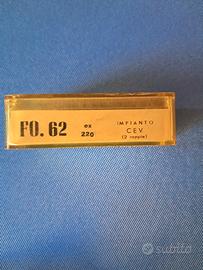 FO. 62
ex
220
IMPIANTO
CEV
(2 coppie)
subito